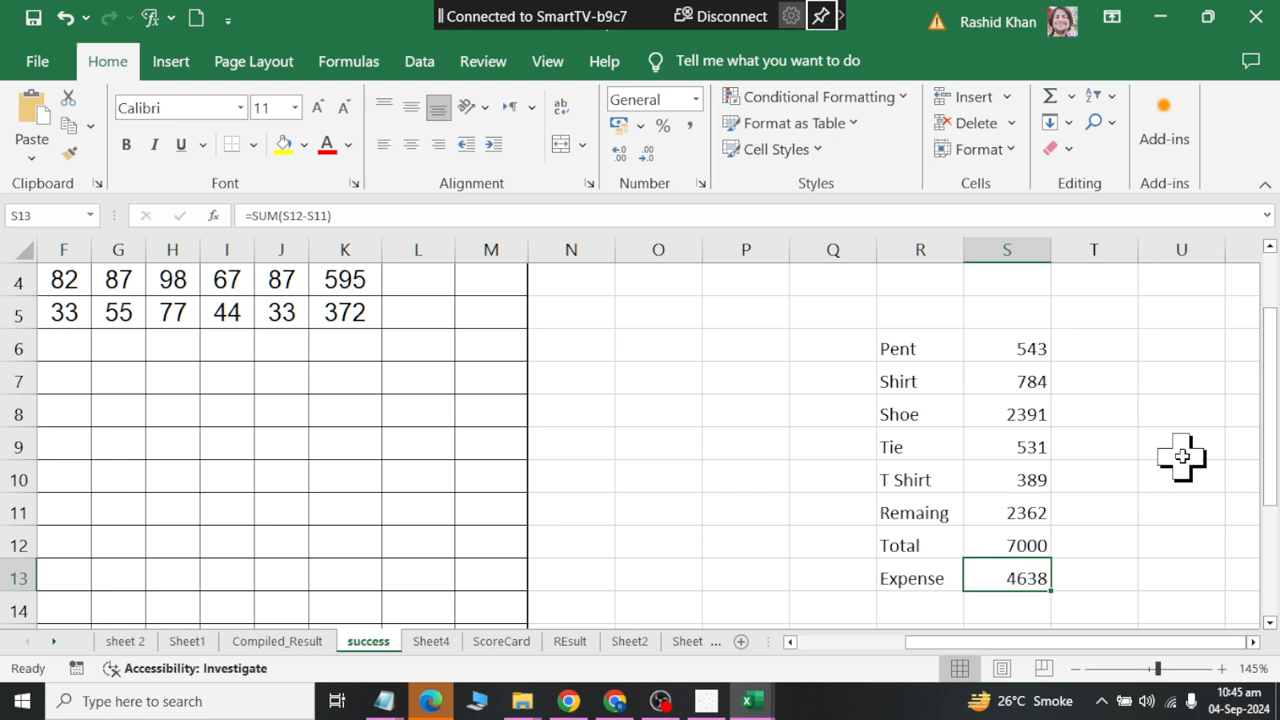 Connected to SmartTV-b9c7 Disconnect
Rashid Khan
File Home Insert Page Layout Formulas Data Review View Help Tell me what you want to do
Calibri 11 General Conditional Formatting Insert
Paste Format as Table Delete Add-ins
B I U A % Cell Styles Format
Clipboard Font Alignment Number Styles Cells Editing Add-ins
S13 fx =SUM(S12-S11)
F G H I J K L M N O P Q R S T U
4 82 87 98 67 87 595
5 33 55 77 44 33 372
6 Pent 543
7 Shirt 784
8 Shoe 2391
9 Tie 531
10 T Shirt 389
11 Remaing 2362
12 Total 7000
13 Expense 4638
14
sheet 2 Sheet1 Compiled_Result success Sheet4 ScoreCard REsult Sheet2 Sheet ...
Ready Accessibility: Investigate 145%
Type here to search 26°C Smoke 10:45 am
04-Sep-2024